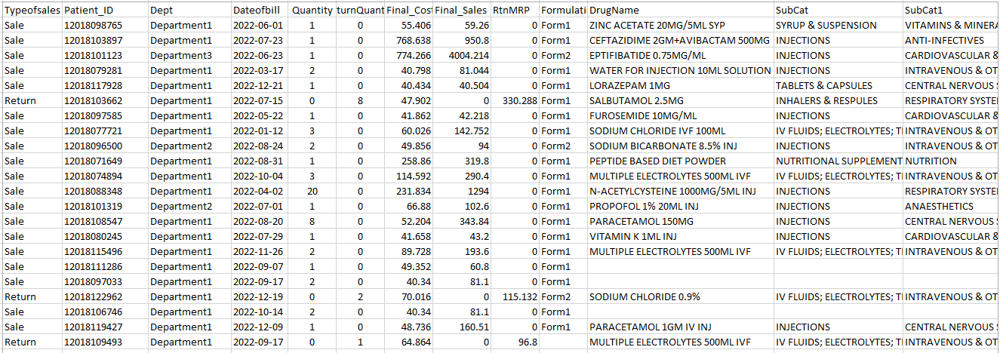 Typeofsales Patient_ID Dept Dateofbill Quantity turnQuant Final_Cost Final_Sales RtnMRP Formulati DrugName SubCat SubCat1
Sale 12018098765 Department1 2022-06-01 1 0 55.406 59.26 0 Form1 ZINC ACETATE 20MG/5ML SYP SYRUP & SUSPENSION VITAMINS & MINERA
Sale 12018103897 Department1 2022-07-23 1 0 768.638 950.8 0 Form1 CEFTAZIDIME 2GM+AVIBACTAM 500MG INJECTIONS ANTI-INFECTIVES
Sale 12018101123 Department3 2022-06-23 1 0 774.266 4004.214 0 Form2 EPTIFIBATIDE 0.75MG/ML INJECTIONS CARDIOVASCULAR &
Sale 12018079281 Department1 2022-03-17 2 0 40.798 81.044 0 Form1 WATER FOR INJECTION 10ML SOLUTION INJECTIONS INTRAVENOUS & OT
Sale 12018117928 Department1 2022-12-21 1 0 40.434 40.504 0 Form1 LORAZEPAM 1MG TABLETS & CAPSULES CENTRAL NERVOUS
Return 12018103662 Department1 2022-07-15 0 8 47.902 0 330.288 Form1 SALBUTAMOL 2.5MG INHALERS & RESPULES RESPIRATORY SYSTEM
Sale 12018097585 Department1 2022-05-22 1 0 41.862 42.218 0 Form1 FUROSEMIDE 10MG/ML INJECTIONS CARDIOVASCULAR &
Sale 12018077721 Department1 2022-01-12 3 0 60.026 142.752 0 Form1 SODIUM CHLORIDE IVF 100ML IV FLUIDS; ELECTROLYTES; T INTRAVENOUS & OT
Sale 12018096500 Department2 2022-08-24 2 0 49.856 94 0 Form2 SODIUM BICARBONATE 8.5% INJ INJECTIONS INTRAVENOUS & OT
Sale 12018071649 Department1 2022-08-31 1 0 258.86 319.8 0 Form1 PEPTIDE BASED DIET POWDER NUTRITIONAL SUPPLEMENT NUTRITION
Sale 12018074894 Department1 2022-10-04 3 0 114.592 290.4 0 Form1 MULTIPLE ELECTROLYTES 500ML IVF IV FLUIDS; ELECTROLYTES; T INTRAVENOUS & OT
Sale 12018088348 Department1 2022-04-02 20 0 231.834 1294 0 Form1 N-ACETYLCYSTEINE 1000MG/5ML INJ INJECTIONS RESPIRATORY SYSTEM
Sale 12018101319 Department2 2022-07-01 1 0 66.88 102.6 0 Form1 PROPOFOL 1% 20ML INJ INJECTIONS ANAESTHETICS
Sale 12018108547 Department1 2022-08-20 8 0 52.204 343.84 0 Form1 PARACETAMOL 150MG INJECTIONS CENTRAL NERVOUS S
Sale 12018080245 Department1 2022-07-29 1 0 41.658 43.2 0 Form1 VITAMIN K 1ML INJ INJECTIONS CARDIOVASCULAR &
Sale 12018115496 Department1 2022-11-26 2 0 89.728 193.6 0 Form1 MULTIPLE ELECTROLYTES 500ML IVF IV FLUIDS; ELECTROLYTES; T INTRAVENOUS & OT
Sale 12018111286 Department1 2022-09-07 1 0 49.352 60.8 0 Form1
Sale 12018097033 Department1 2022-09-17 2 0 40.34 81.1 0 Form1
Return 12018122962 Department1 2022-12-19 0 2 70.016 0 115.132 Form2 SODIUM CHLORIDE 0.9% IV FLUIDS; ELECTROLYTES; T INTRAVENOUS & OT
Sale 12018106746 Department1 2022-10-14 2 0 40.34 81.1 0 Form1
Sale 12018119427 Department1 2022-12-09 1 0 48.736 160.51 0 Form1 PARACETAMOL 1GM IV INJ INJECTIONS CENTRAL NERVOUS S
Return 12018109493 Department1 2022-09-17 0 1 64.864 0 96.8 MULTIPLE ELECTROLYTES 500ML IVF IV FLUIDS; ELECTROLYTES; T INTRAVENOUS & OT